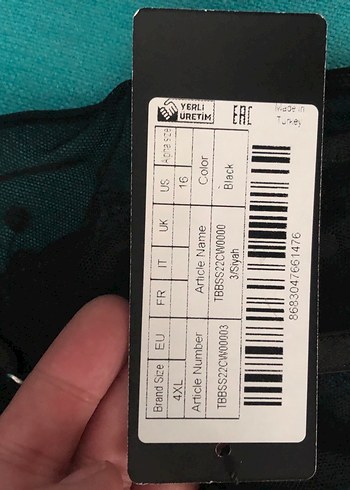 YERLİ
ÜRETİM
EAC
Made in
Turkey
Brand Size
EU
FR
IT
UK
US
Alpha size
4XL
16
Article Number
Article Name
Color
TBBSS22CW00003
TBBSS22CW0000
3/Siyah
Black
8683047661476